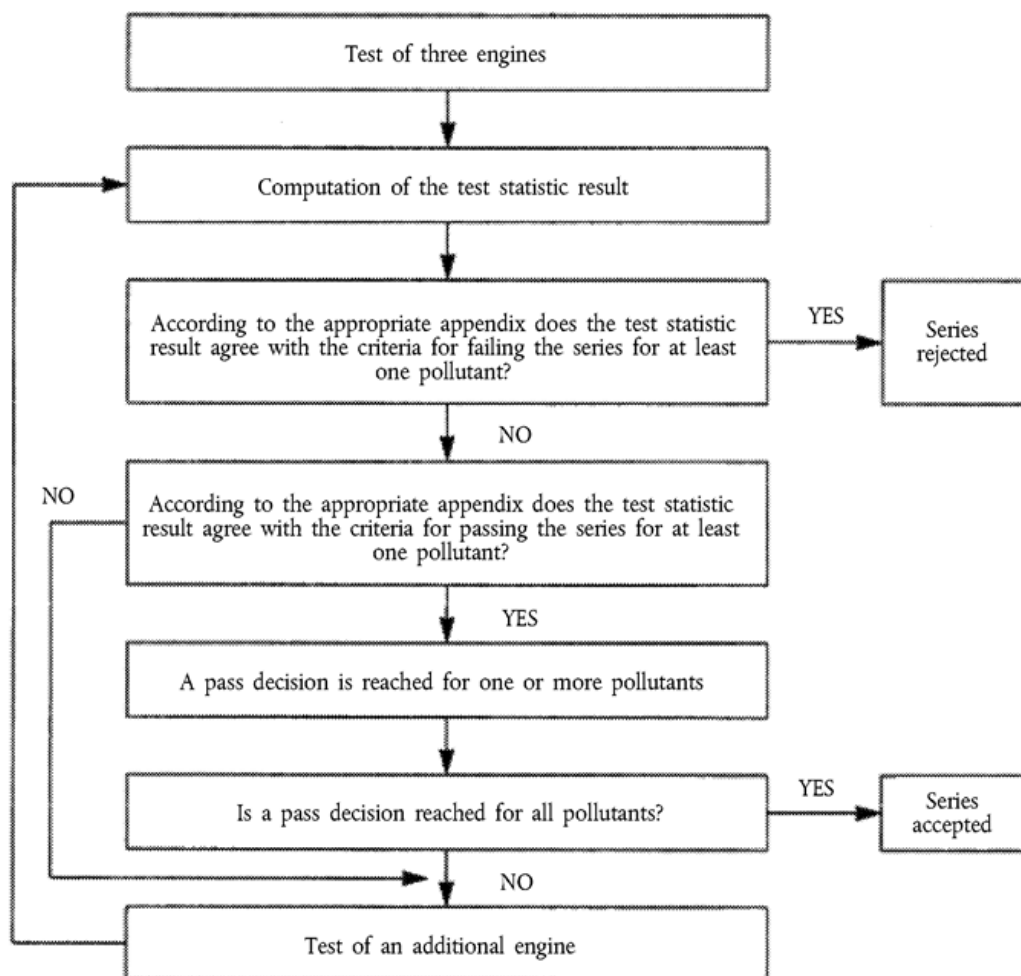 Test of three engines
Computation of the test statistic result
According to the appropriate appendix does the test statistic
result agree with the criteria for failing the series for at least
one pollutant?
YES
Series
rejected
NO
According to the appropriate appendix does the test statistic
result agree with the criteria for passing the series for at least
one pollutant?
NO
YES
A pass decision is reached for one or more pollutants
Is a pass decision reached for all pollutants?
YES
Series
accepted
NO
Test of an additional engine